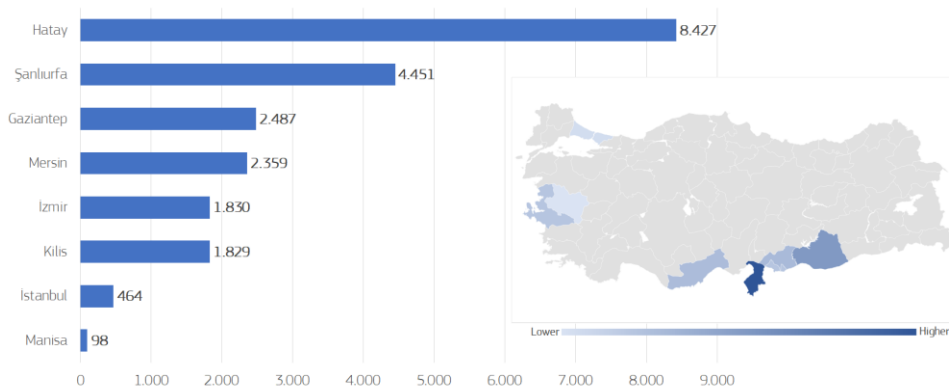 Hatay 8.427
Şanlıurfa 4.451
Gaziantep 2.487
Mersin 2.359
İzmir 1.830
Kilis 1.829
İstanbul 464
Manisa 98
0 1.000 2.000 3.000 4.000 5.000 6.000 7.000 8.000 9.000
Lower Higher